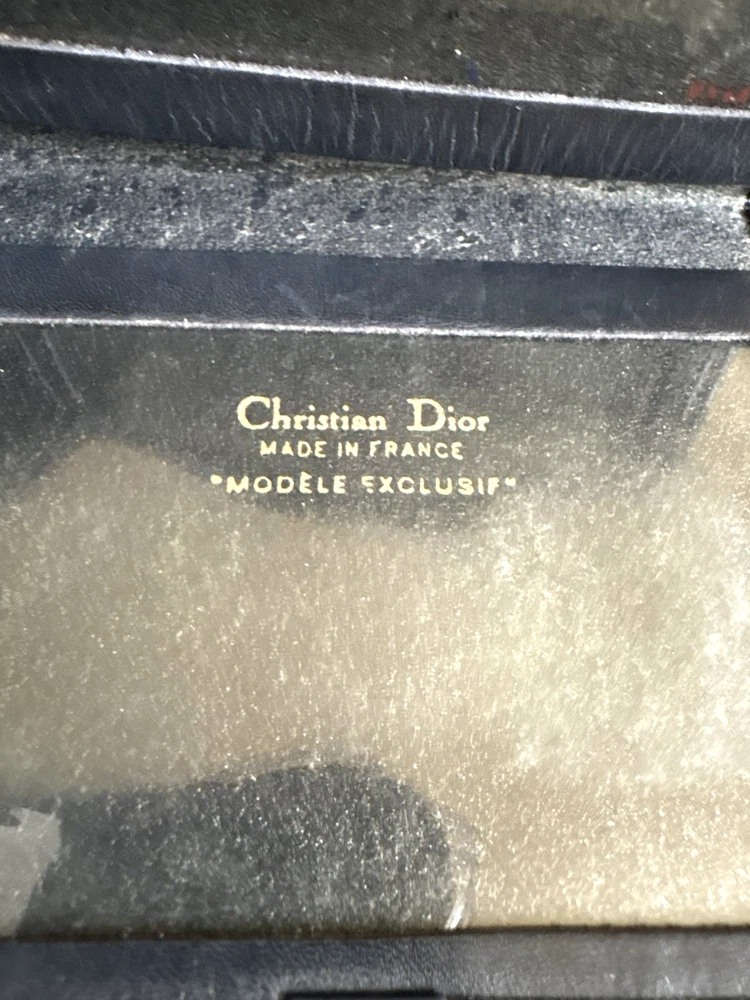 Christian Dior
MADE IN FRANCE
"MODÈLE EXCLUSIF"